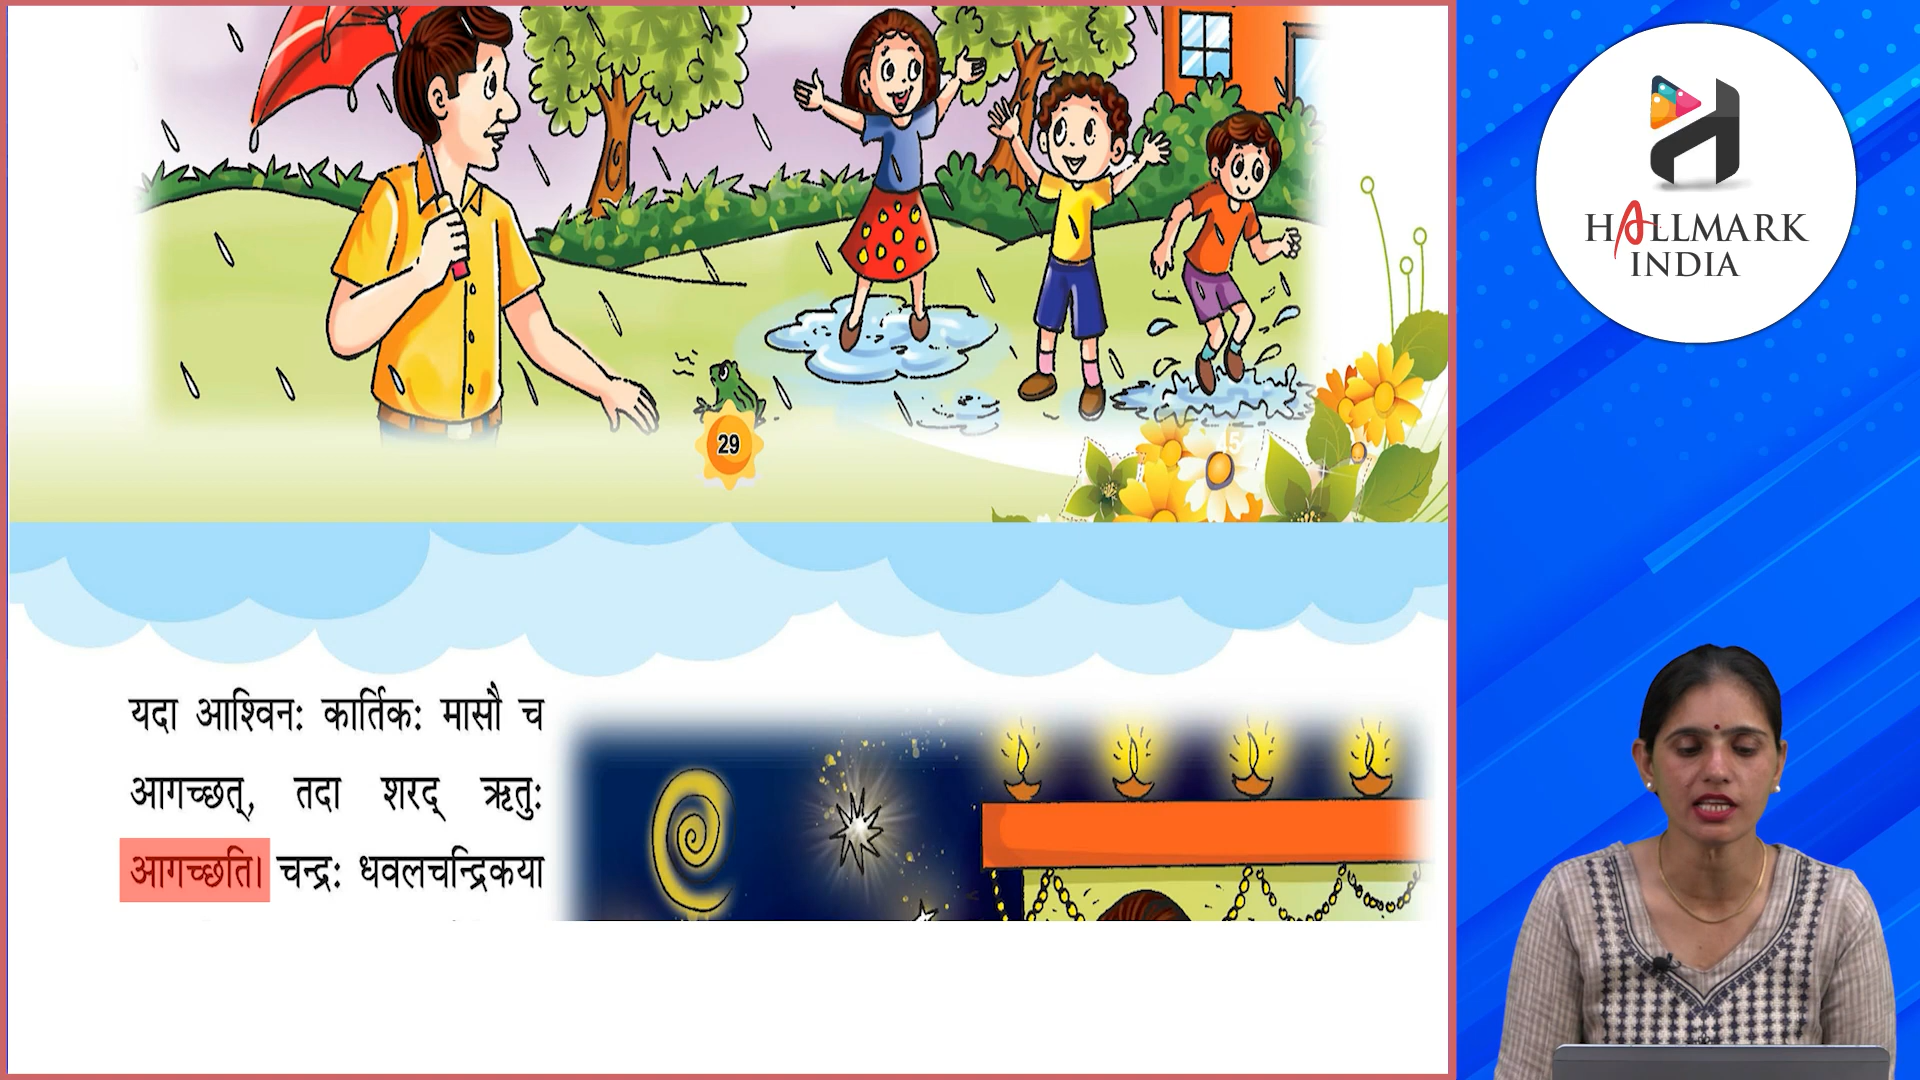 29
यदा आश्विन: कार्तिक: मासौ च
आगच्छत्, तदा शरद् ऋतु:
आगच्छति। चन्द्र: धवलचन्द्रिकया
HALLMARK
INDIA